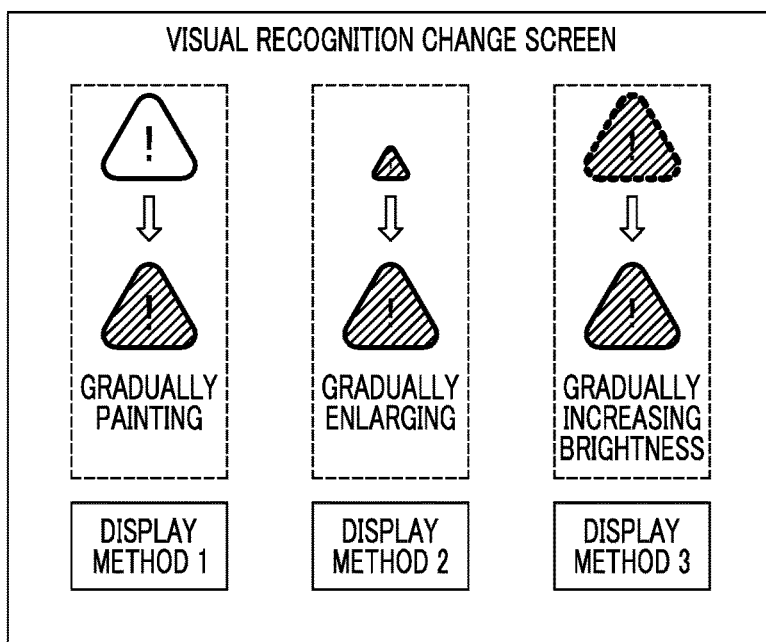 VISUAL RECOGNITION CHANGE SCREEN
!
!
!
!
!
!
GRADUALLY
PAINTING
GRADUALLY
ENLARGING
GRADUALLY
INCREASING
BRIGHTNESS
DISPLAY
METHOD 1
DISPLAY
METHOD 2
DISPLAY
METHOD 3